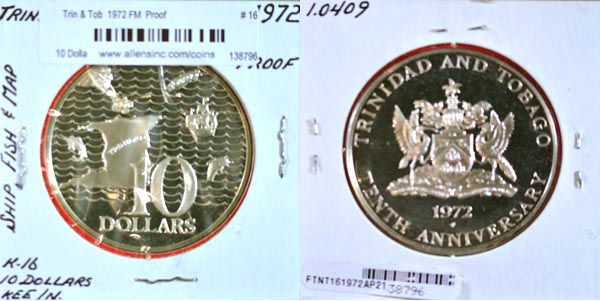 TRIN
Trin & Tob 1972 FM Proof # 16
1972
10 Dolla www.allensinc.com/coins 138796
PROOF
SHIP FISH & MAP
10
DOLLARS
K-16
10 DOLLARS
KEE/N.
1.0409
TRINIDAD AND TOBAGO
1972
TENTH ANNIVERSARY
FTNT161972AP21 38796